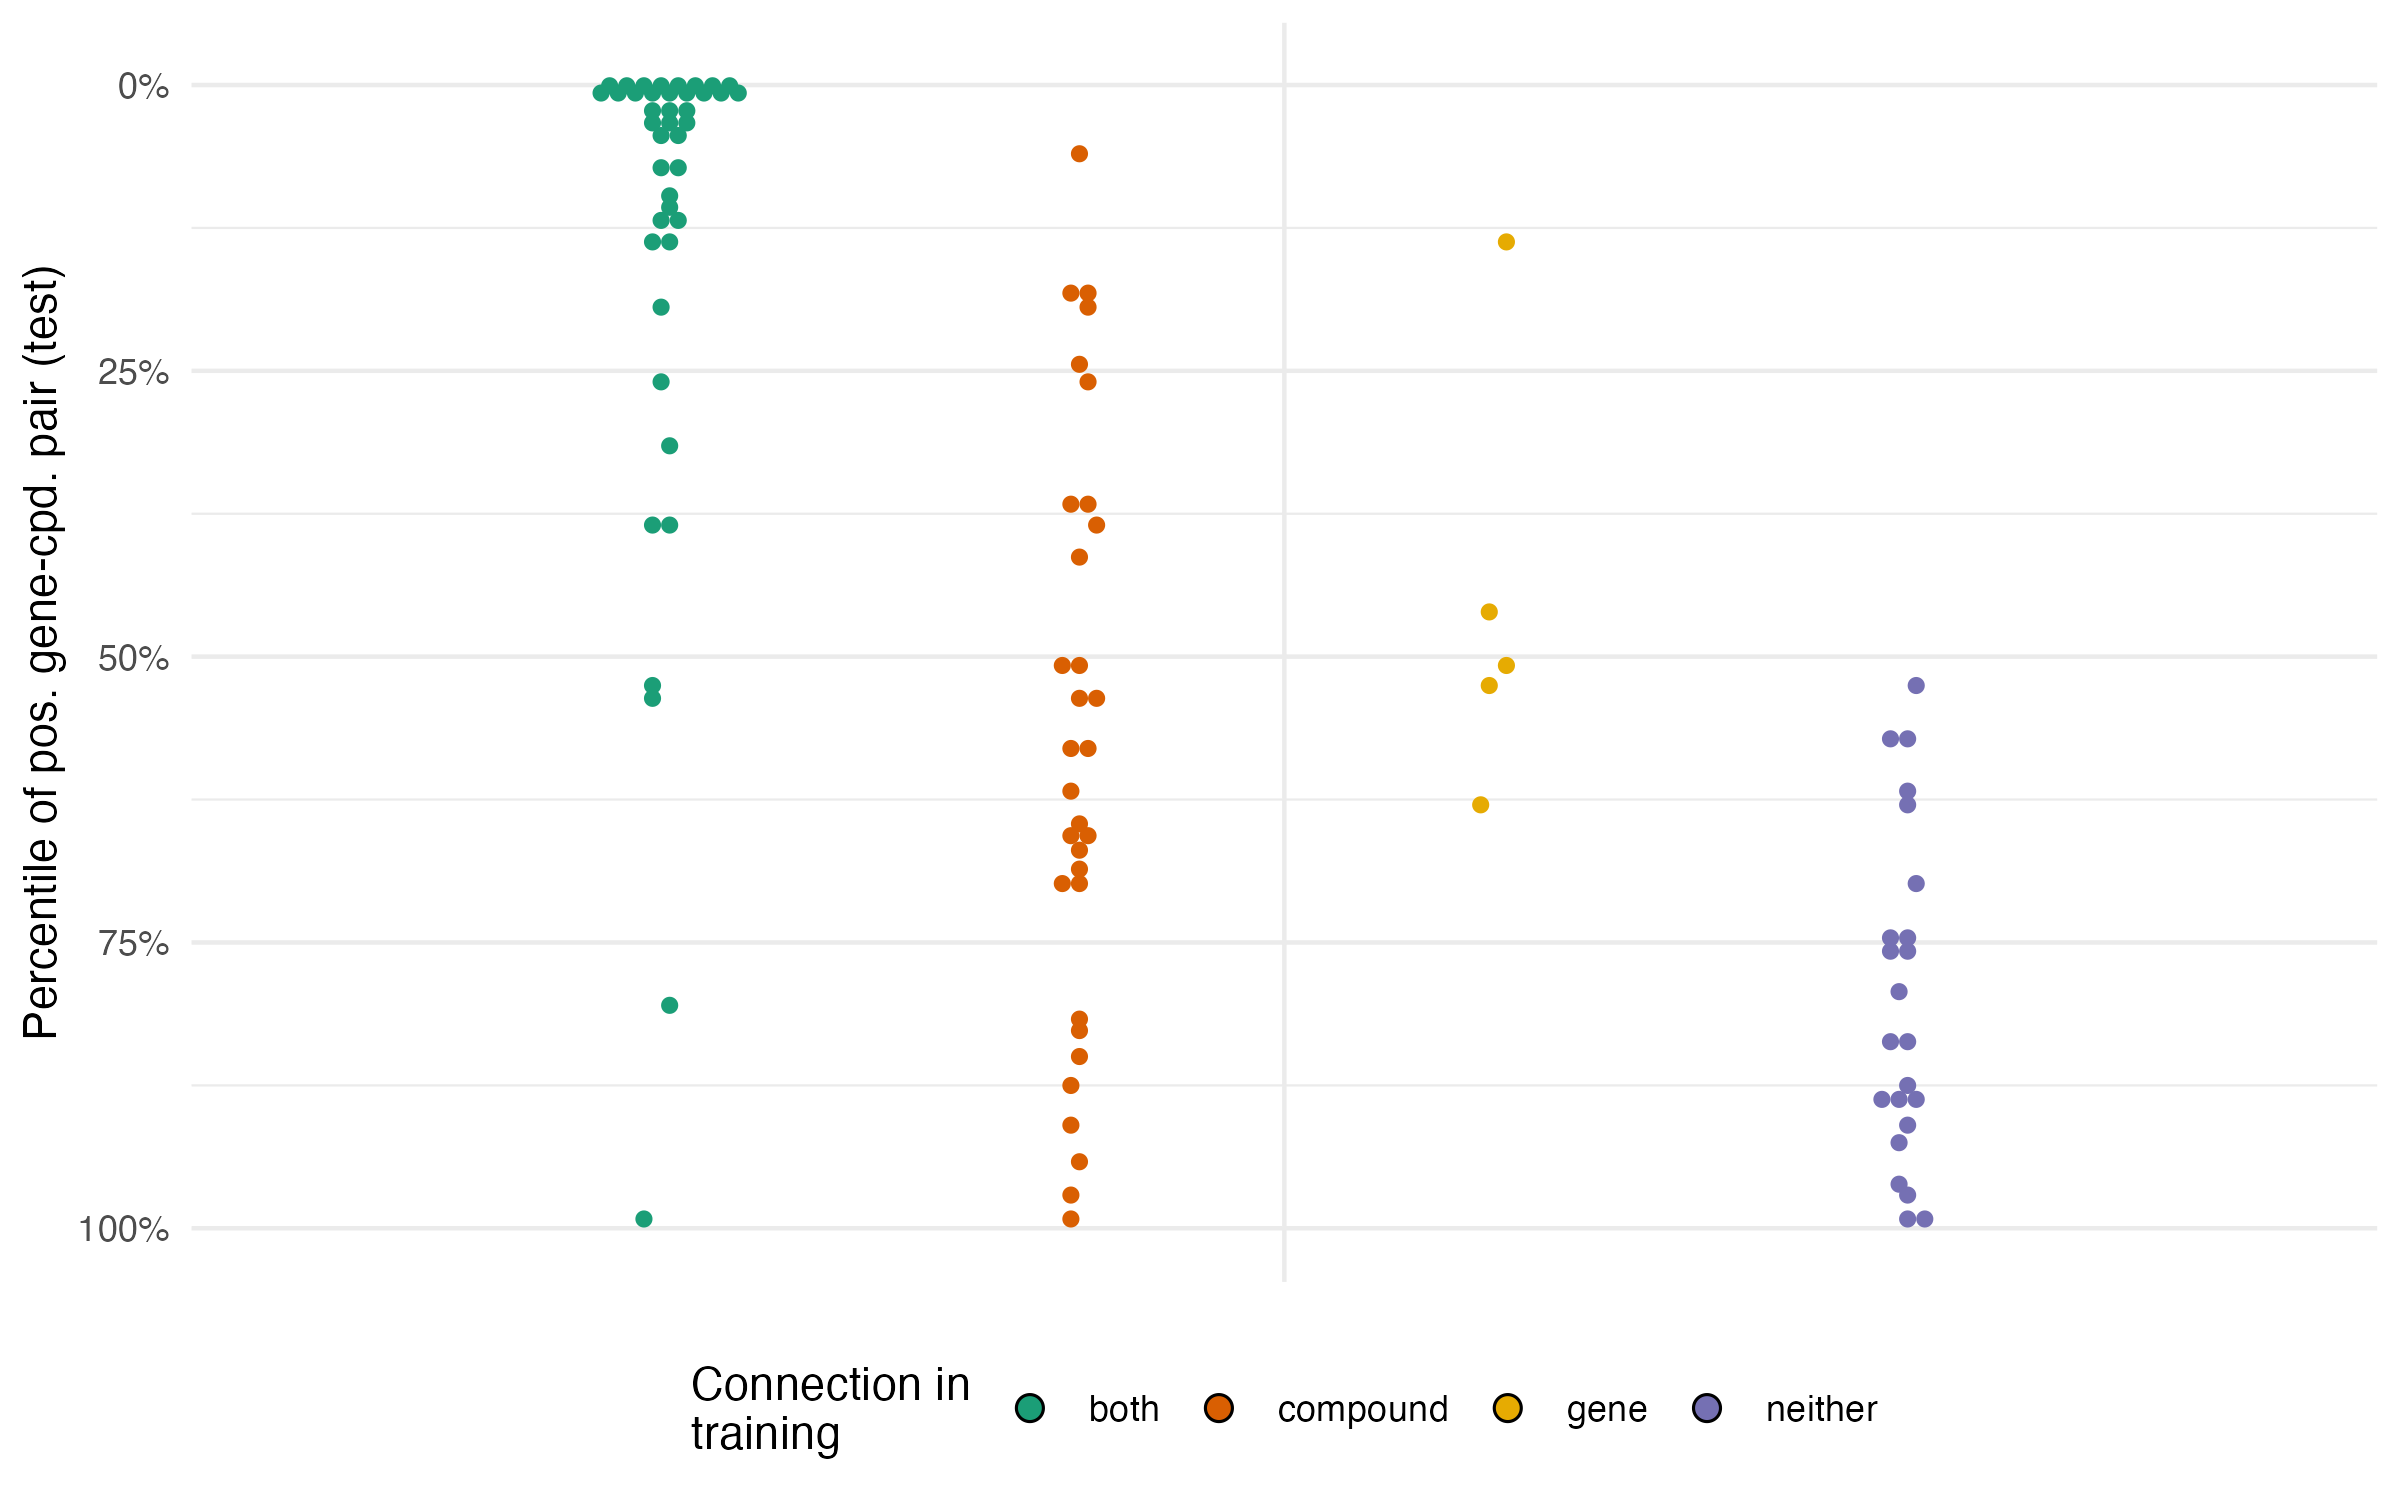 Percentile of pos. gene-cpd. pair (test)
0%
25%
50%
75%
100%
Connection in
training
both
compound
gene
neither